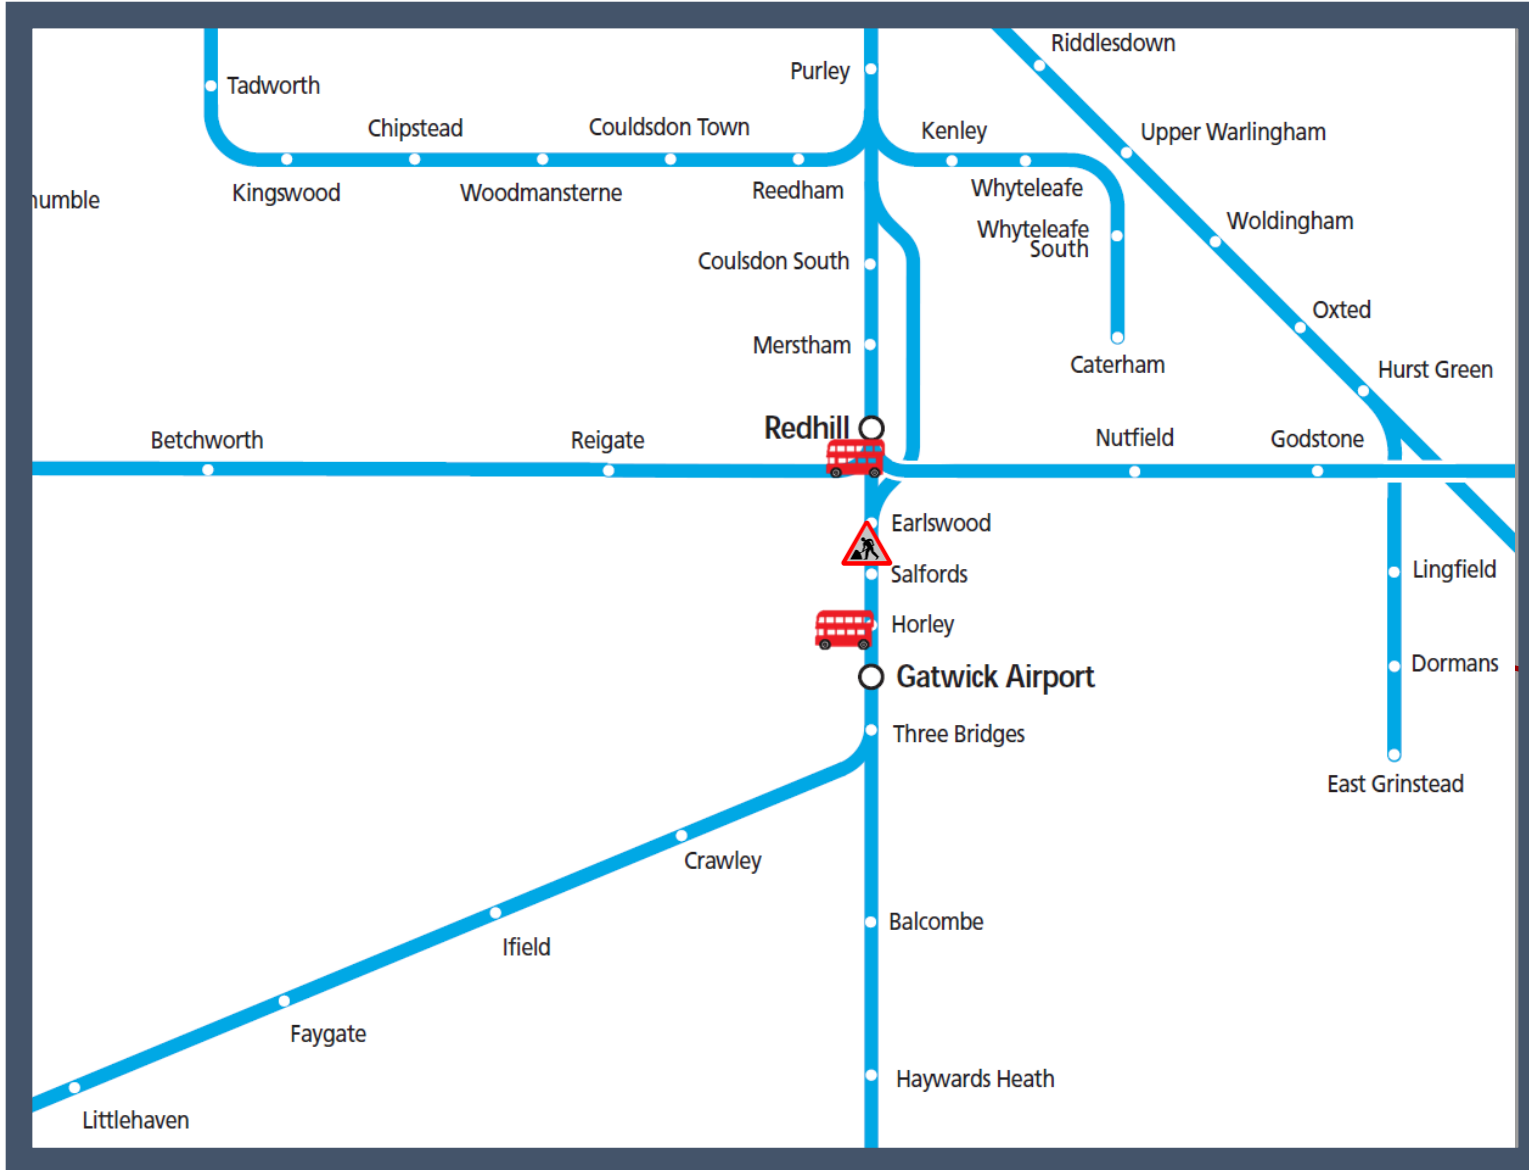 Riddlesdown
Purley
Tadworth
Chipstead
Couldsdon Town
Kenley
Upper Warlingham
Kingswood
Woodmansterne
Reedham
Whyteleafe
humble
Whyteleafe
South
Woldingham
Coulsdon South
Oxted
Merstham
Caterham
Hurst Green
Redhill
Betchworth
Reigate
Nutfield
Godstone
Earlswood
Salfords
Lingfield
Horley
Gatwick Airport
Dormans
Three Bridges
East Grinstead
Crawley
Balcombe
Ifield
Faygate
Haywards Heath
Littlehaven